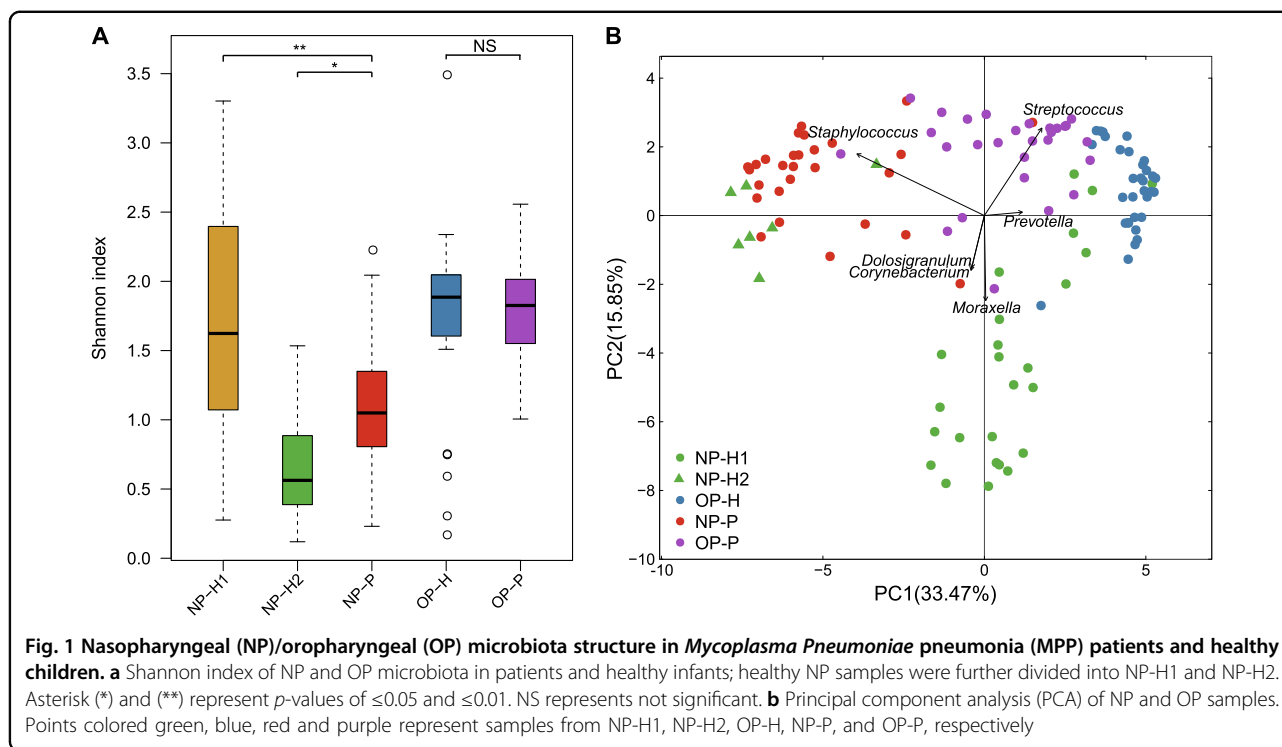 A
**
*
NS
3.5
3.0
2.5
2.0
1.5
1.0
0.5
0.0
Shannon index
NP−H1
NP−H2
NP−P
OP−H
OP−P
B
4
2
0
−2
−4
−6
−8
−10
PC2(15.85%)
Streptococcus
Staphylococcus
Prevotella
Dolosigranulum
Corynebacterium
Moraxella
NP-H1
NP-H2
OP-H
NP-P
OP-P
−10
−5
0
5
PC1(33.47%)
Fig. 1 Nasopharyngeal (NP)/oropharyngeal (OP) microbiota structure in Mycoplasma Pneumoniae pneumonia (MPP) patients and healthy
children. a Shannon index of NP and OP microbiota in patients and healthy infants; healthy NP samples were further divided into NP-H1 and NP-H2.
Asterisk (*) and (**) represent p-values of ≤0.05 and ≤0.01. NS represents not significant. b Principal component analysis (PCA) of NP and OP samples.
Points colored green, blue, red and purple represent samples from NP-H1, NP-H2, OP-H, NP-P, and OP-P, respectively